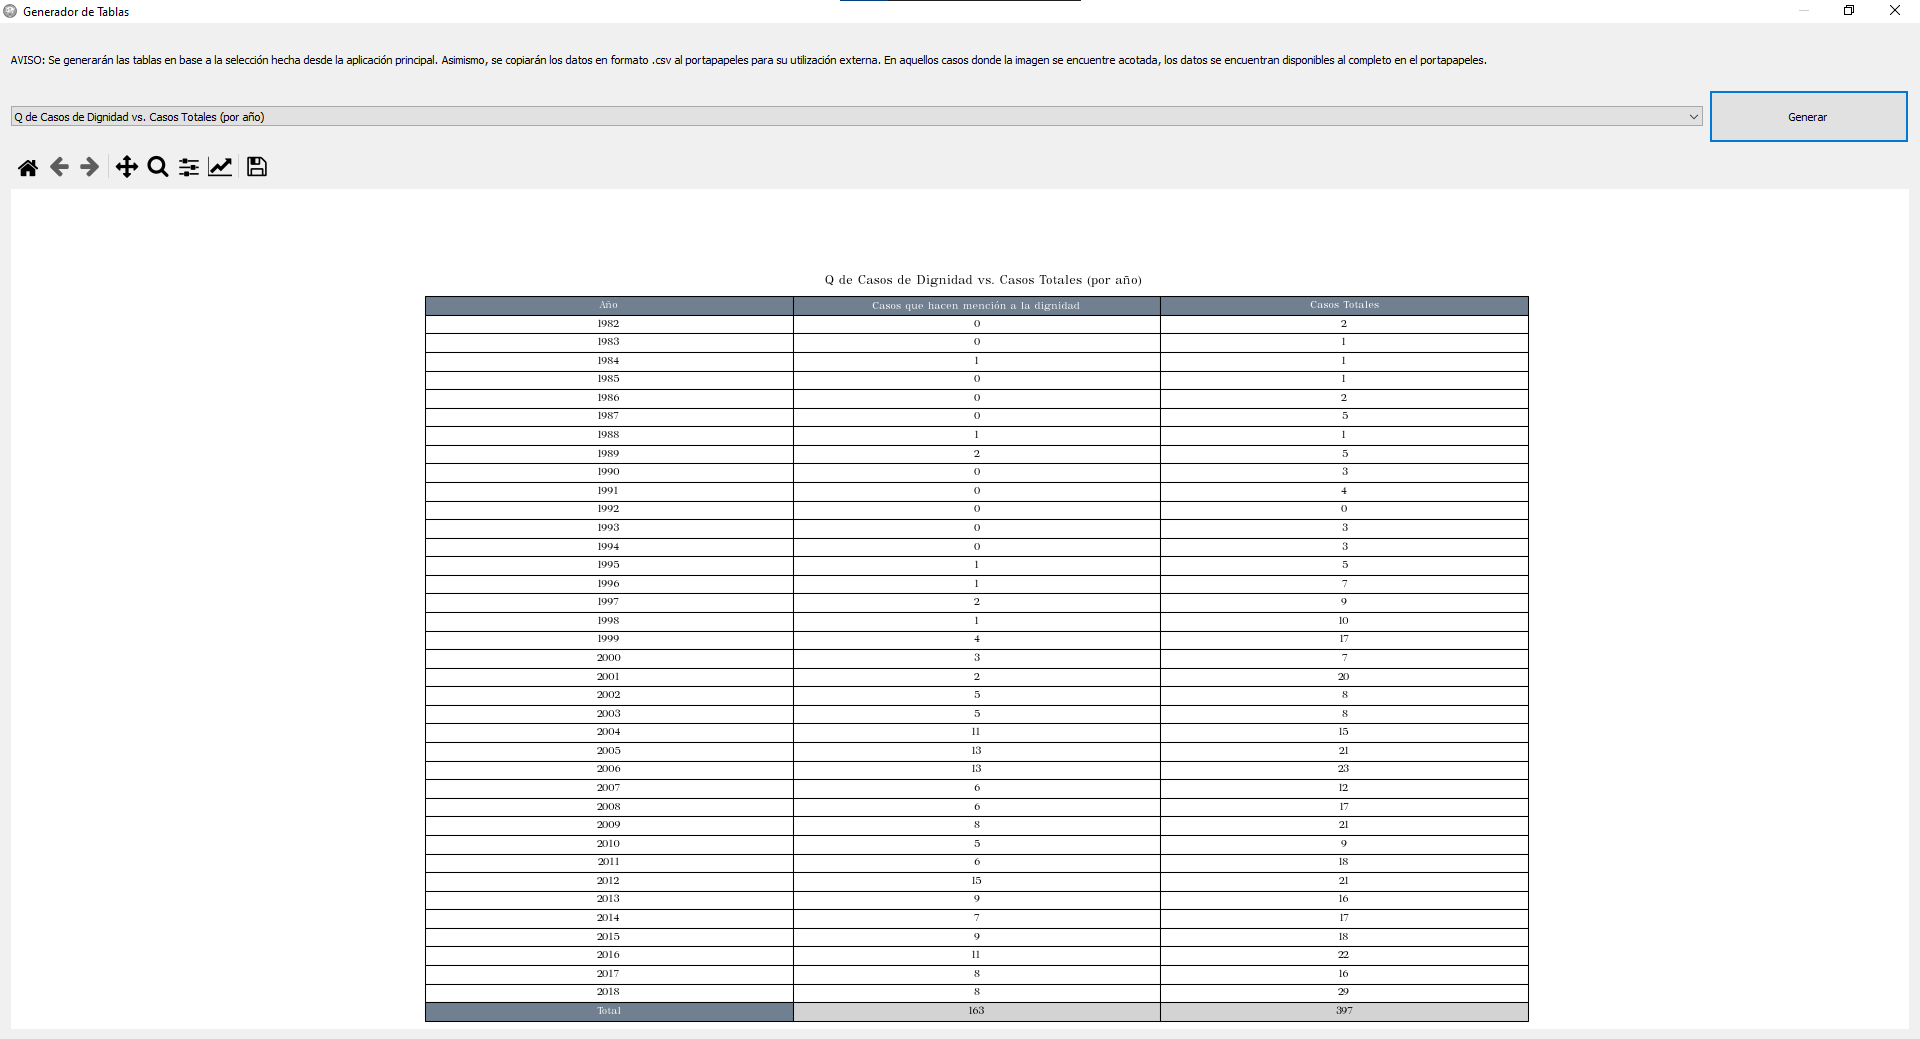 Generador de Tablas
AVISO: Se generarán las tablas en base a la selección hecha desde la aplicación principal. Asimismo, se copiarán los datos en formato .csv al portapapeles para su utilización externa. En aquellos casos donde la imagen se encuentre acotada, los datos se encuentran disponibles al completo en el portapapeles.
Q de Casos de Dignidad vs. Casos Totales (por año)
Generar
Q de Casos de Dignidad vs. Casos Totales (por año)
Año Casos que hacen mención a la dignidad Casos Totales
1982 0 2
1983 0 1
1984 1 1
1985 0 1
1986 0 2
1987 0 5
1988 1 1
1989 2 5
1990 0 3
1991 0 4
1992 0 0
1993 0 3
1994 0 3
1995 1 5
1996 1 7
1997 2 9
1998 1 10
1999 4 17
2000 3 7
2001 2 20
2002 5 8
2003 5 8
2004 11 15
2005 13 21
2006 13 23
2007 6 12
2008 6 17
2009 8 21
2010 5 9
2011 6 18
2012 15 21
2013 9 16
2014 7 17
2015 9 18
2016 11 22
2017 8 16
2018 8 29
Total 163 397